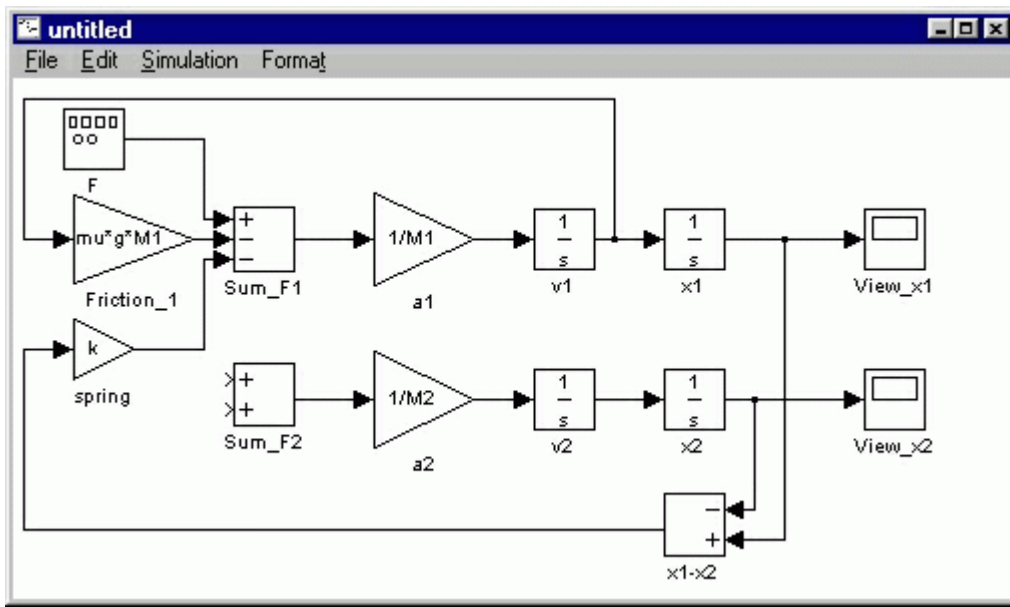 untitled
File Edit Simulation Format
F
mu*g*M1
Friction_1
+
−
−
Sum_F1
1/M1
a1
1
s
v1
1
s
x1
View_x1
k
spring
+
+
Sum_F2
1/M2
a2
1
s
v2
1
s
x2
View_x2
−
+
x1-x2